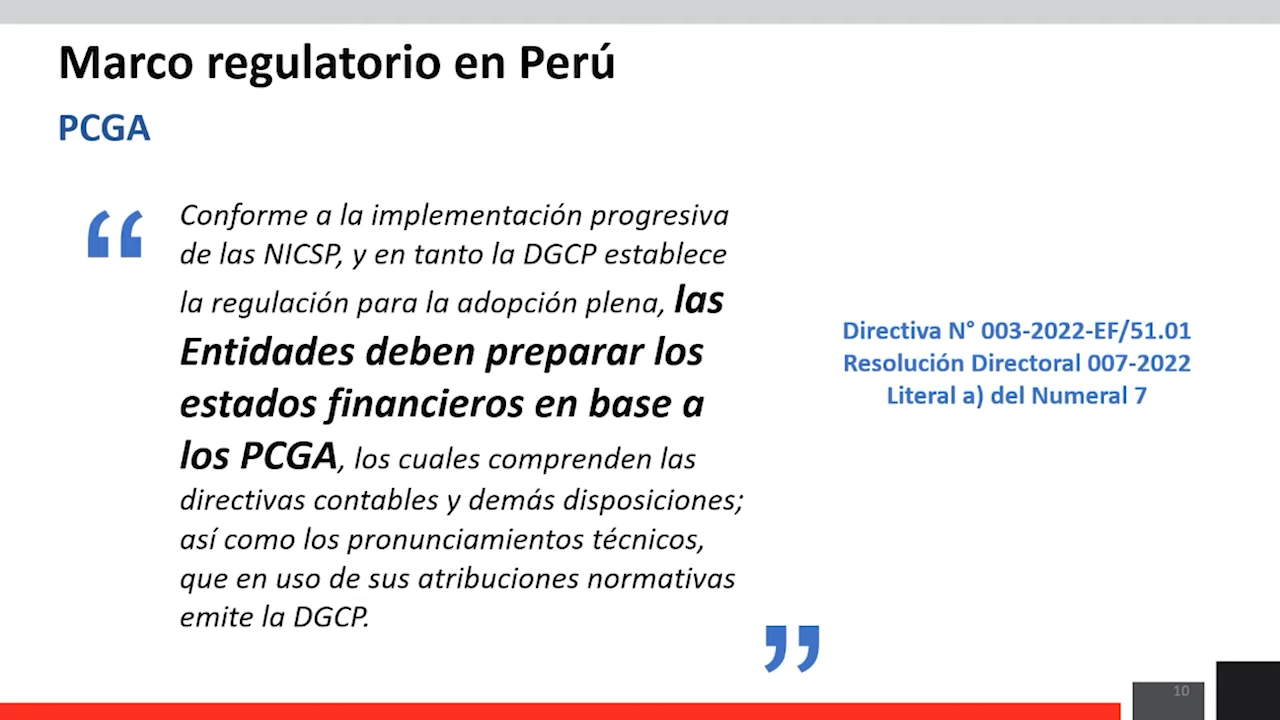 Marco regulatorio en Perú
PCGA
“
Conforme a la implementación progresiva
de las NICSP, y en tanto la DGCP establece
la regulación para la adopción plena, las
Entidades deben preparar los
estados financieros en base a
los PCGA, los cuales comprenden las
directivas contables y demás disposiciones;
así como los pronunciamientos técnicos,
que en uso de sus atribuciones normativas
emite la DGCP.
”
Directiva N° 003-2022-EF/51.01
Resolución Directoral 007-2022
Literal a) del Numeral 7
10